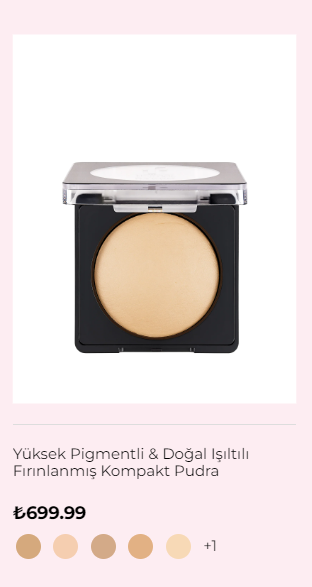 Yüksek Pigmentli & Doğal Işıltılı
Fırınlanmış Kompakt Pudra
₺699.99
+1